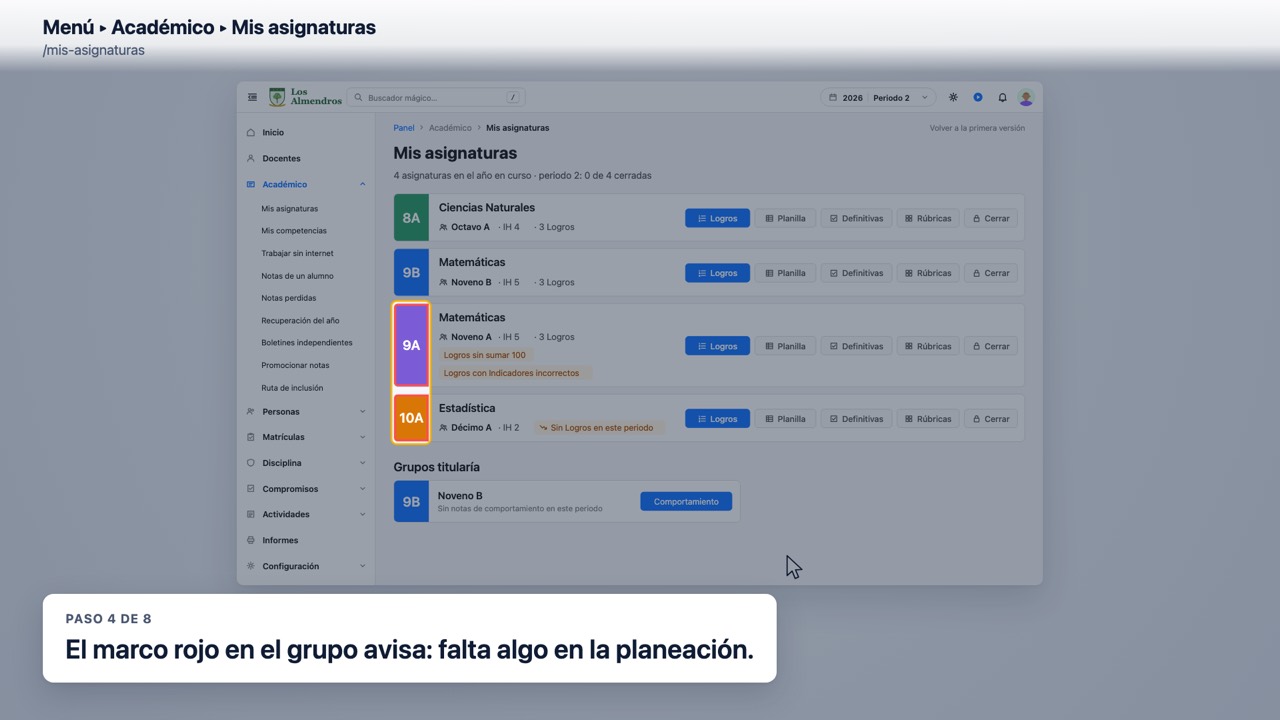 Menú ▸ Académico ▸ Mis asignaturas
/mis-asignaturas
Los Almendros
Buscador mágico...
/
2026 Periodo 2
Inicio
Docentes
Académico
Mis asignaturas
Mis competencias
Trabajar sin internet
Notas de un alumno
Notas perdidas
Recuperación del año
Boletines independientes
Promocionar notas
Ruta de inclusión
Personas
Matrículas
Disciplina
Compromisos
Actividades
Informes
Configuración
Panel › Académico › Mis asignaturas
Volver a la primera versión
Mis asignaturas
4 asignaturas en el año en curso · periodo 2: 0 de 4 cerradas
8A
Ciencias Naturales
Octavo A · IH 4 · 3 Logros
Logros Planilla Definitivas Rúbricas Cerrar
9B
Matemáticas
Noveno B · IH 5 · 3 Logros
Logros Planilla Definitivas Rúbricas Cerrar
9A
Matemáticas
Noveno A · IH 5 · 3 Logros
Logros sin sumar 100
Logros con Indicadores incorrectos
Logros Planilla Definitivas Rúbricas Cerrar
10A
Estadística
Décimo A · IH 2 Sin Logros en este periodo
Logros Planilla Definitivas Rúbricas Cerrar
Grupos titularía
9B
Noveno B
Sin notas de comportamiento en este periodo
Comportamiento
PASO 4 DE 8
El marco rojo en el grupo avisa: falta algo en la planeación.